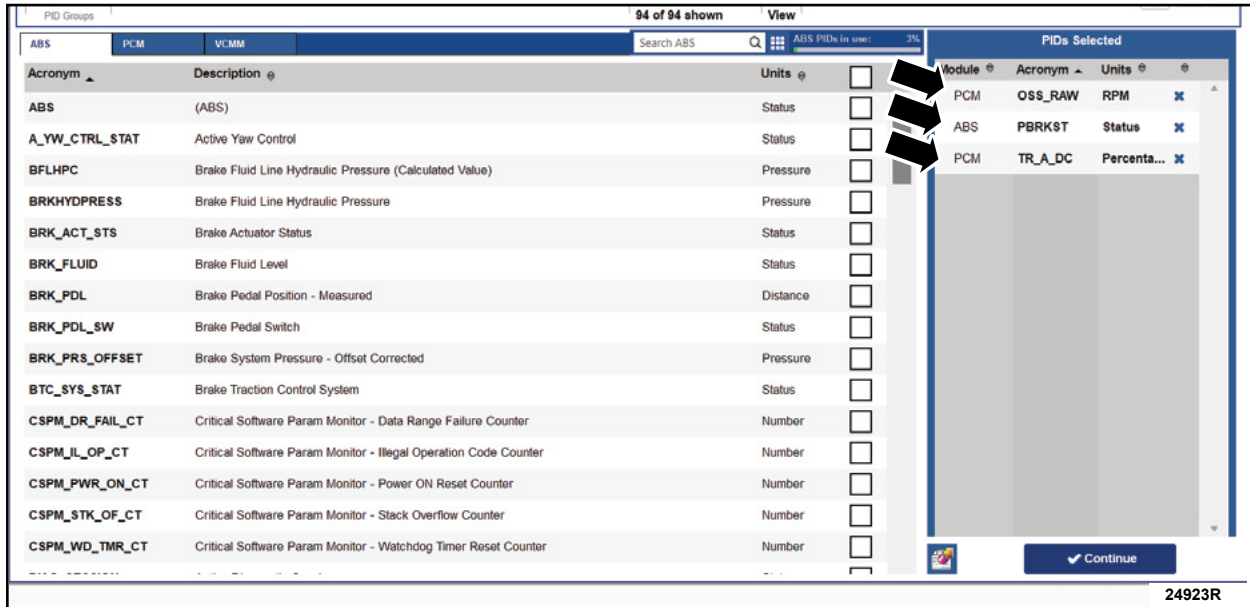 PID Groups 94 of 94 shown View
ABS PCM VCMM Search ABS ABS PIDs in use: 3% PIDs Selected
Acronym Description Units Module Acronym Units
ABS (ABS) Status PCM OSS_RAW RPM
A_YW_CTRL_STAT Active Yaw Control Status ABS PBRKST Status
BFLHPC Brake Fluid Line Hydraulic Pressure (Calculated Value) Pressure PCM TR_A_DC Percenta...
BRKHYDPRESS Brake Fluid Line Hydraulic Pressure Pressure
BRK_ACT_STS Brake Actuator Status Status
BRK_FLUID Brake Fluid Level Status
BRK_PDL Brake Pedal Position - Measured Distance
BRK_PDL_SW Brake Pedal Switch Status
BRK_PRS_OFFSET Brake System Pressure - Offset Corrected Pressure
BTC_SYS_STAT Brake Traction Control System Status
CSPM_DR_FAIL_CT Critical Software Param Monitor - Data Range Failure Counter Number
CSPM_IL_OP_CT Critical Software Param Monitor - Illegal Operation Code Counter Number
CSPM_PWR_ON_CT Critical Software Param Monitor - Power ON Reset Counter Number
CSPM_STK_OF_CT Critical Software Param Monitor - Stack Overflow Counter Number
CSPM_WD_TMR_CT Critical Software Param Monitor - Watchdog Timer Reset Counter Number
Continue
24923R